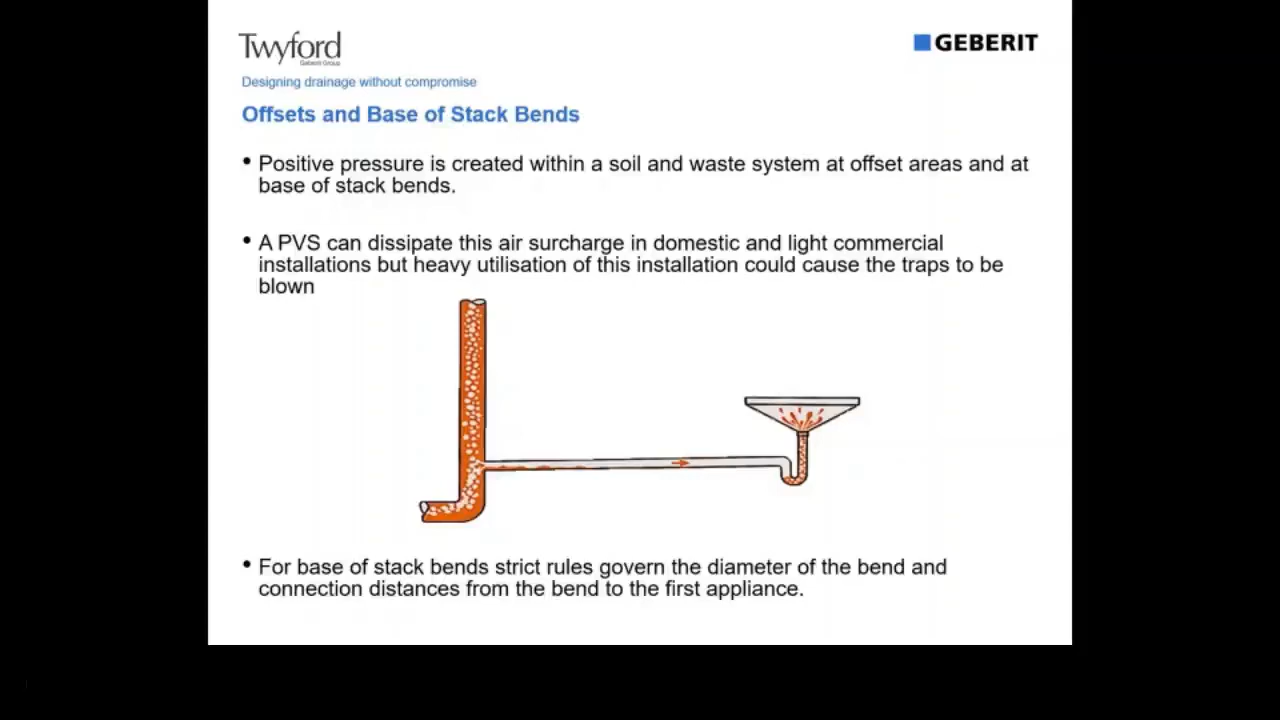 Twyford
Geberit Group
GEBERIT
Designing drainage without compromise
Offsets and Base of Stack Bends
• Positive pressure is created within a soil and waste system at offset areas and at
base of stack bends.
• A PVS can dissipate this air surcharge in domestic and light commercial
installations but heavy utilisation of this installation could cause the traps to be
blown
• For base of stack bends strict rules govern the diameter of the bend and
connection distances from the bend to the first appliance.